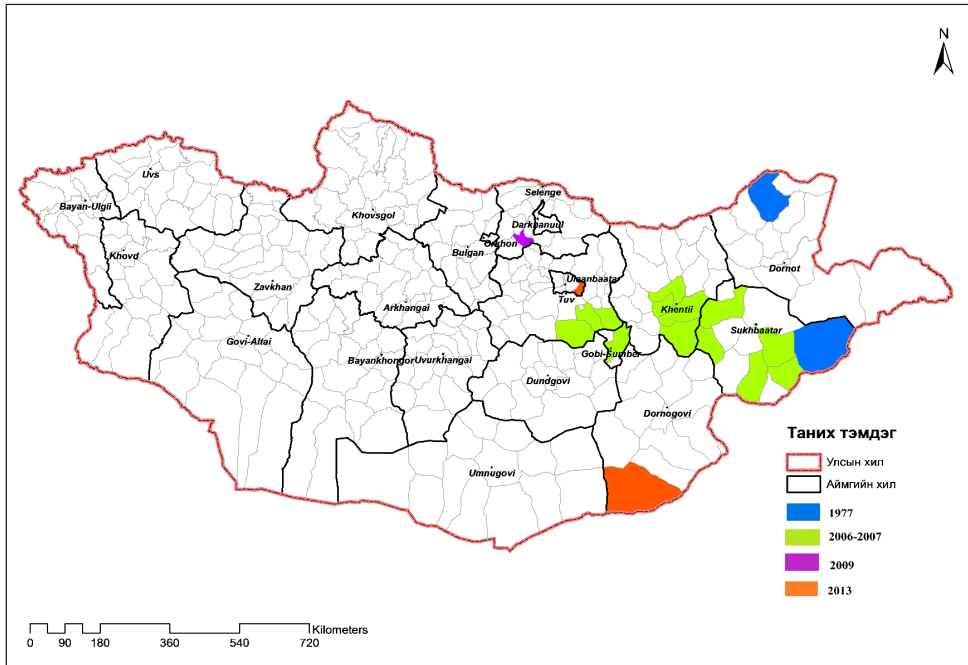 N
Uvs
Bayan-Ulgii
Khovd
Zavkhan
Govi-Altai
Khovsgol
Arkhangai
Bayankhongor
Uvurkhangai
Bulgan
Orkhon
Selenge
Darkhanuul
Ulaanbaatar
Tuv
Khentii
Dornot
Sukhbaatar
Gobi-Sumber
Dundgovi
Dornogovi
Umnugovi
Таних тэмдэг
Улсын хил
Аймгийн хил
1977
2006-2007
2009
2013
Kilometers
0 90 180 360 540 720